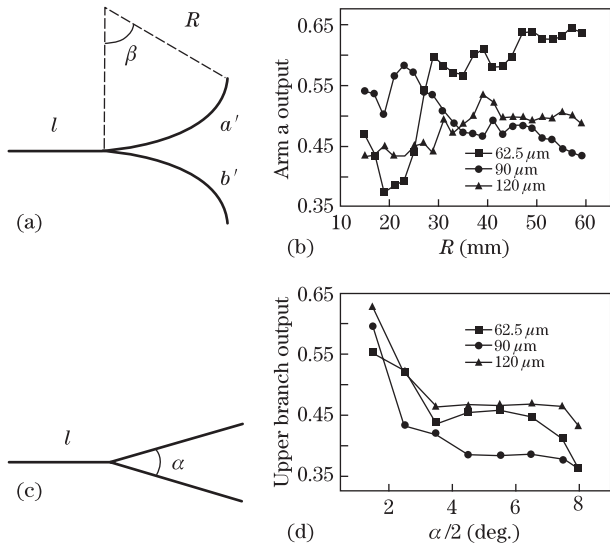 (a)
R
β
l
a′
b′
Arm a output
0.65
0.55
0.45
0.35
62.5 μm
90 μm
120 μm
10 20 30 40 50 60
R (mm)
(b)
l
α
(c)
Upper branch output
0.65
0.55
0.45
0.35
62.5 μm
90 μm
120 μm
2 4 6 8
α/2 (deg.)
(d)